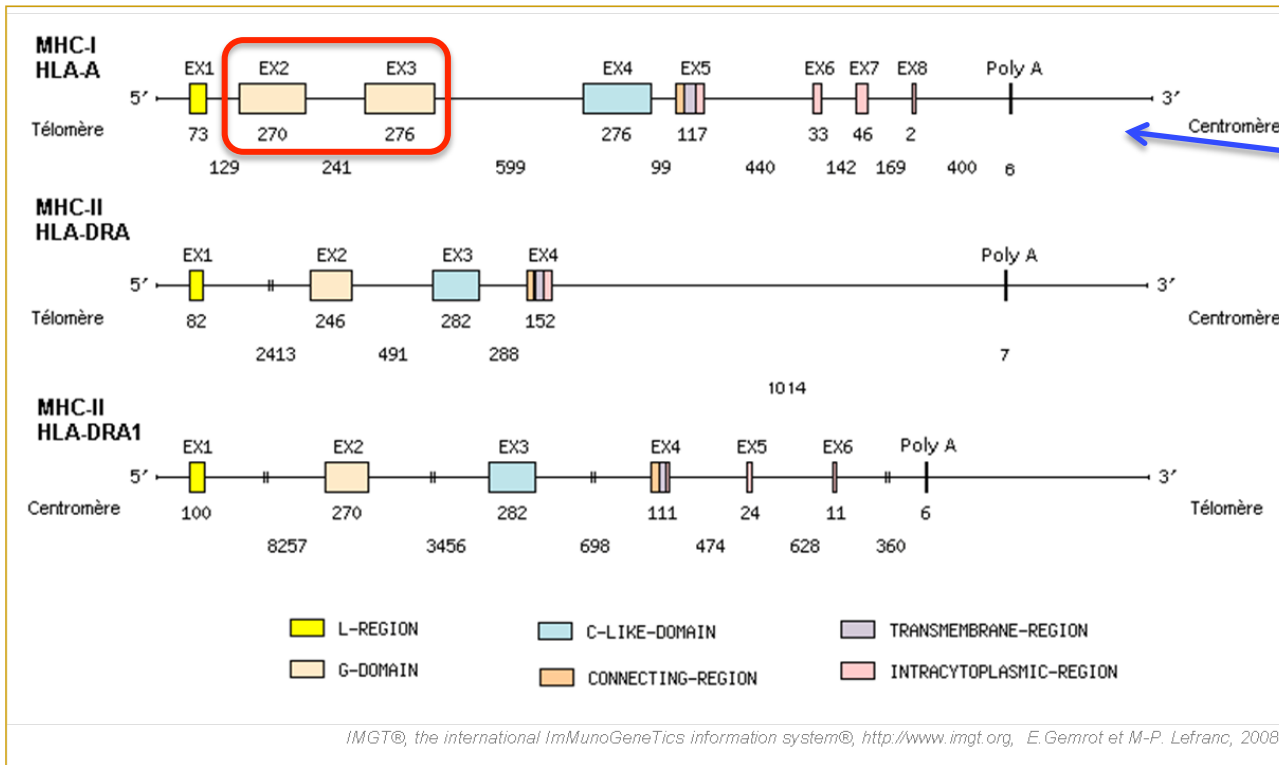 MHC-I
HLA-A
EX1 EX2 EX3 EX4 EX5 EX6 EX7 EX8 Poly A
5′ 3′
Télomère Centromère
73 270 276 276 117 33 46 2
129 241 599 99 440 142 169 400 6
MHC-II
HLA-DRA
EX1 EX2 EX3 EX4 Poly A
5′ 3′
Télomère Centromère
82 246 282 152
2413 491 288 7
1014
MHC-II
HLA-DRA1
EX1 EX2 EX3 EX4 EX5 EX6 Poly A
5′ 3′
Centromère Télomère
100 270 282 111 24 11 6
8257 3456 698 474 628 360
L-REGION C-LIKE-DOMAIN TRANSMEMBRANE-REGION
G-DOMAIN CONNECTING-REGION INTRACYTOPLASMIC-REGION
IMGT®, the international ImMunoGeneTics information system®, http://www.imgt.org, E.Gemrot et M-P. Lefranc, 2008